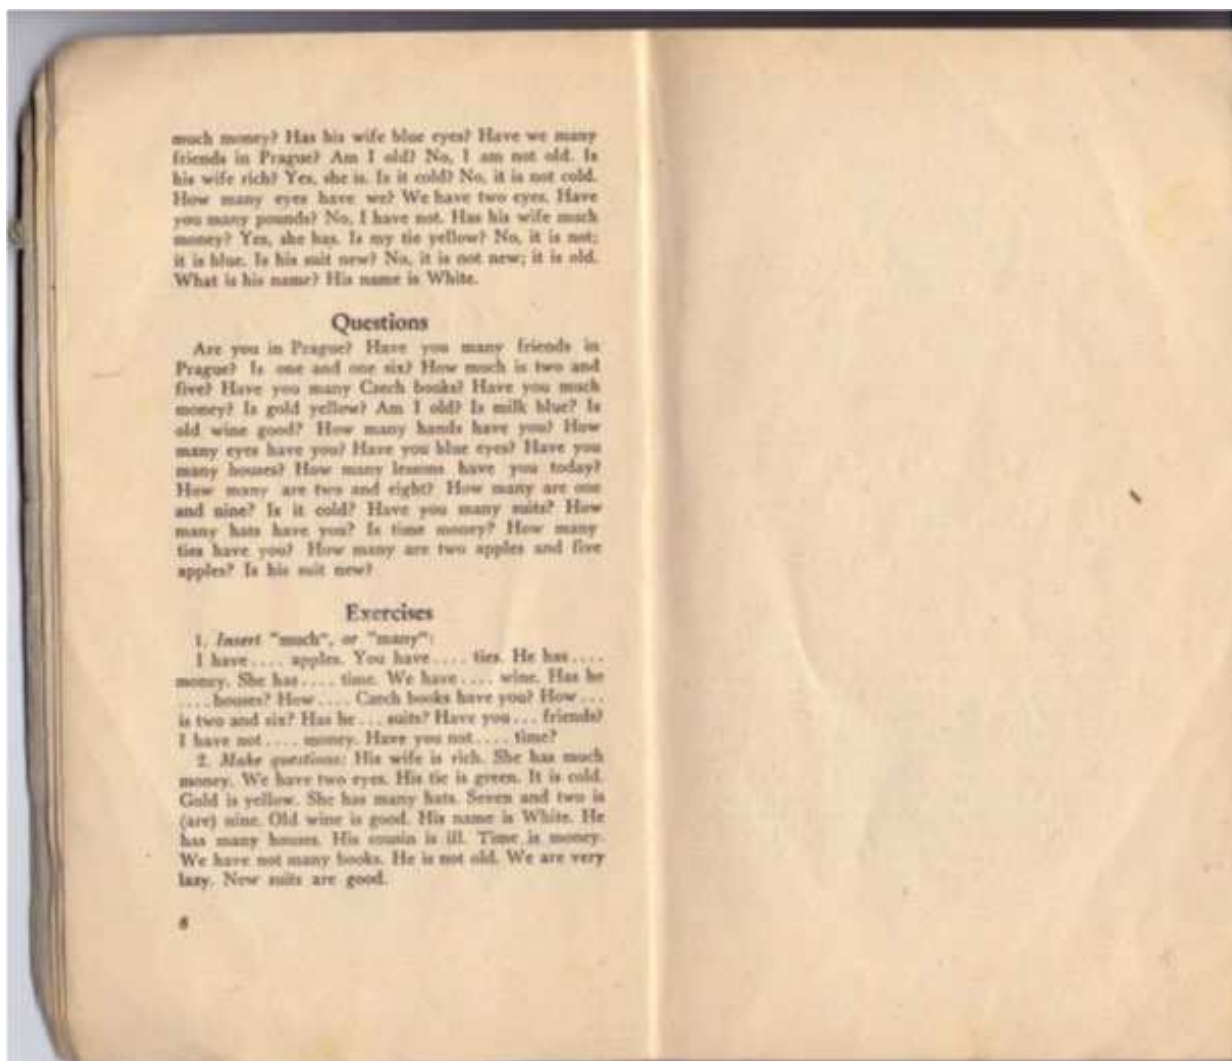 much money? Has his wife blue eyes? Have we many
friends in Prague? Am I old? No, I am not old. Is
his wife rich? Yes, she is. Is it cold? No, it is not cold.
How many eyes have we? We have two eyes. Have
you many pounds? No, I have not. Has his wife much
money? Yes, she has. Is my tie yellow? No, it is not;
it is blue. Is his suit new? No, it is not new; it is old.
What is his name? His name is White.
Questions
Are you in Prague? Have you many friends in
Prague? Is one and one six? How much is two and
five? Have you many Czech books? Have you much
money? Is gold yellow? Am I old? Is milk blue? Is
old wine good? How many hands have you? How
many eyes have you? Have you blue eyes? Have you
many houses? How many lessons have you today?
How many are two and eight? How many are one
and nine? Is it cold? Have you many suits? How
many hats have you? Is time money? How many
ties have you? How many are two apples and five
apples? Is his suit new?
Exercises
1. Insert "much", or "many":
I have .... apples. You have .... ties. He has ....
money. She has .... time. We have .... wine. Has he
.... houses? How .... Czech books have you? How ...
is two and six? Has he ... suits? Have you ... friends?
I have not .... money. Have you not .... time?
2. Make questions: His wife is rich. She has much
money. We have two eyes. His tie is green. It is cold.
Gold is yellow. She has many hats. Seven and two is
(are) nine. Old wine is good. His name is White. He
has many houses. His cousin is ill. Time is money.
We have not many books. He is not old. We are very
lazy. New suits are good.